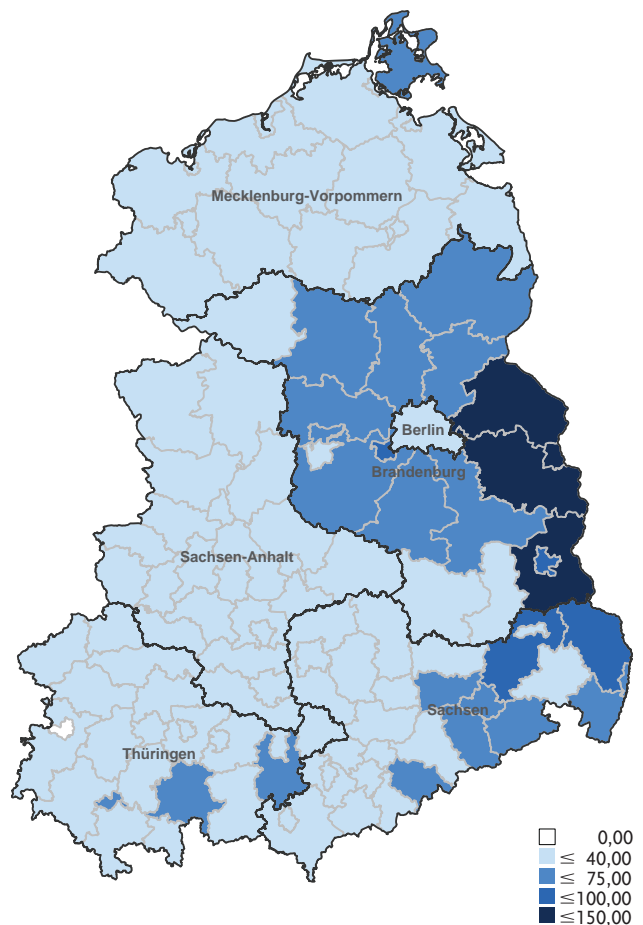 Mecklenburg-Vorpommern
Berlin
Brandenburg
Sachsen-Anhalt
Sachsen
Thüringen
0,00
≤ 40,00
≤ 75,00
≤100,00
≤150,00